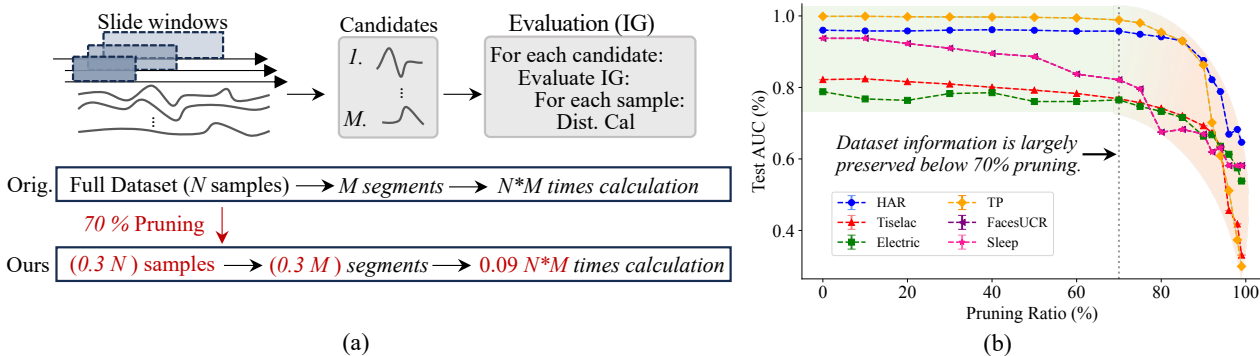 Slide windows
Candidates
1.
M.
Evaluation (IG)
For each candidate:
Evaluate IG:
For each sample:
Dist. Cal
Orig.
Full Dataset (N samples)
M segments
N*M times calculation
70 % Pruning
Ours
(0.3 N ) samples
(0.3 M ) segments
0.09 N*M times calculation
(a)
Test AUC (%)
1.0
0.8
0.6
0.4
Dataset information is largely
preserved below 70% pruning.
HAR
Tiselac
Electric
TP
FacesUCR
Sleep
0
20
40
60
80
100
Pruning Ratio (%)
(b)